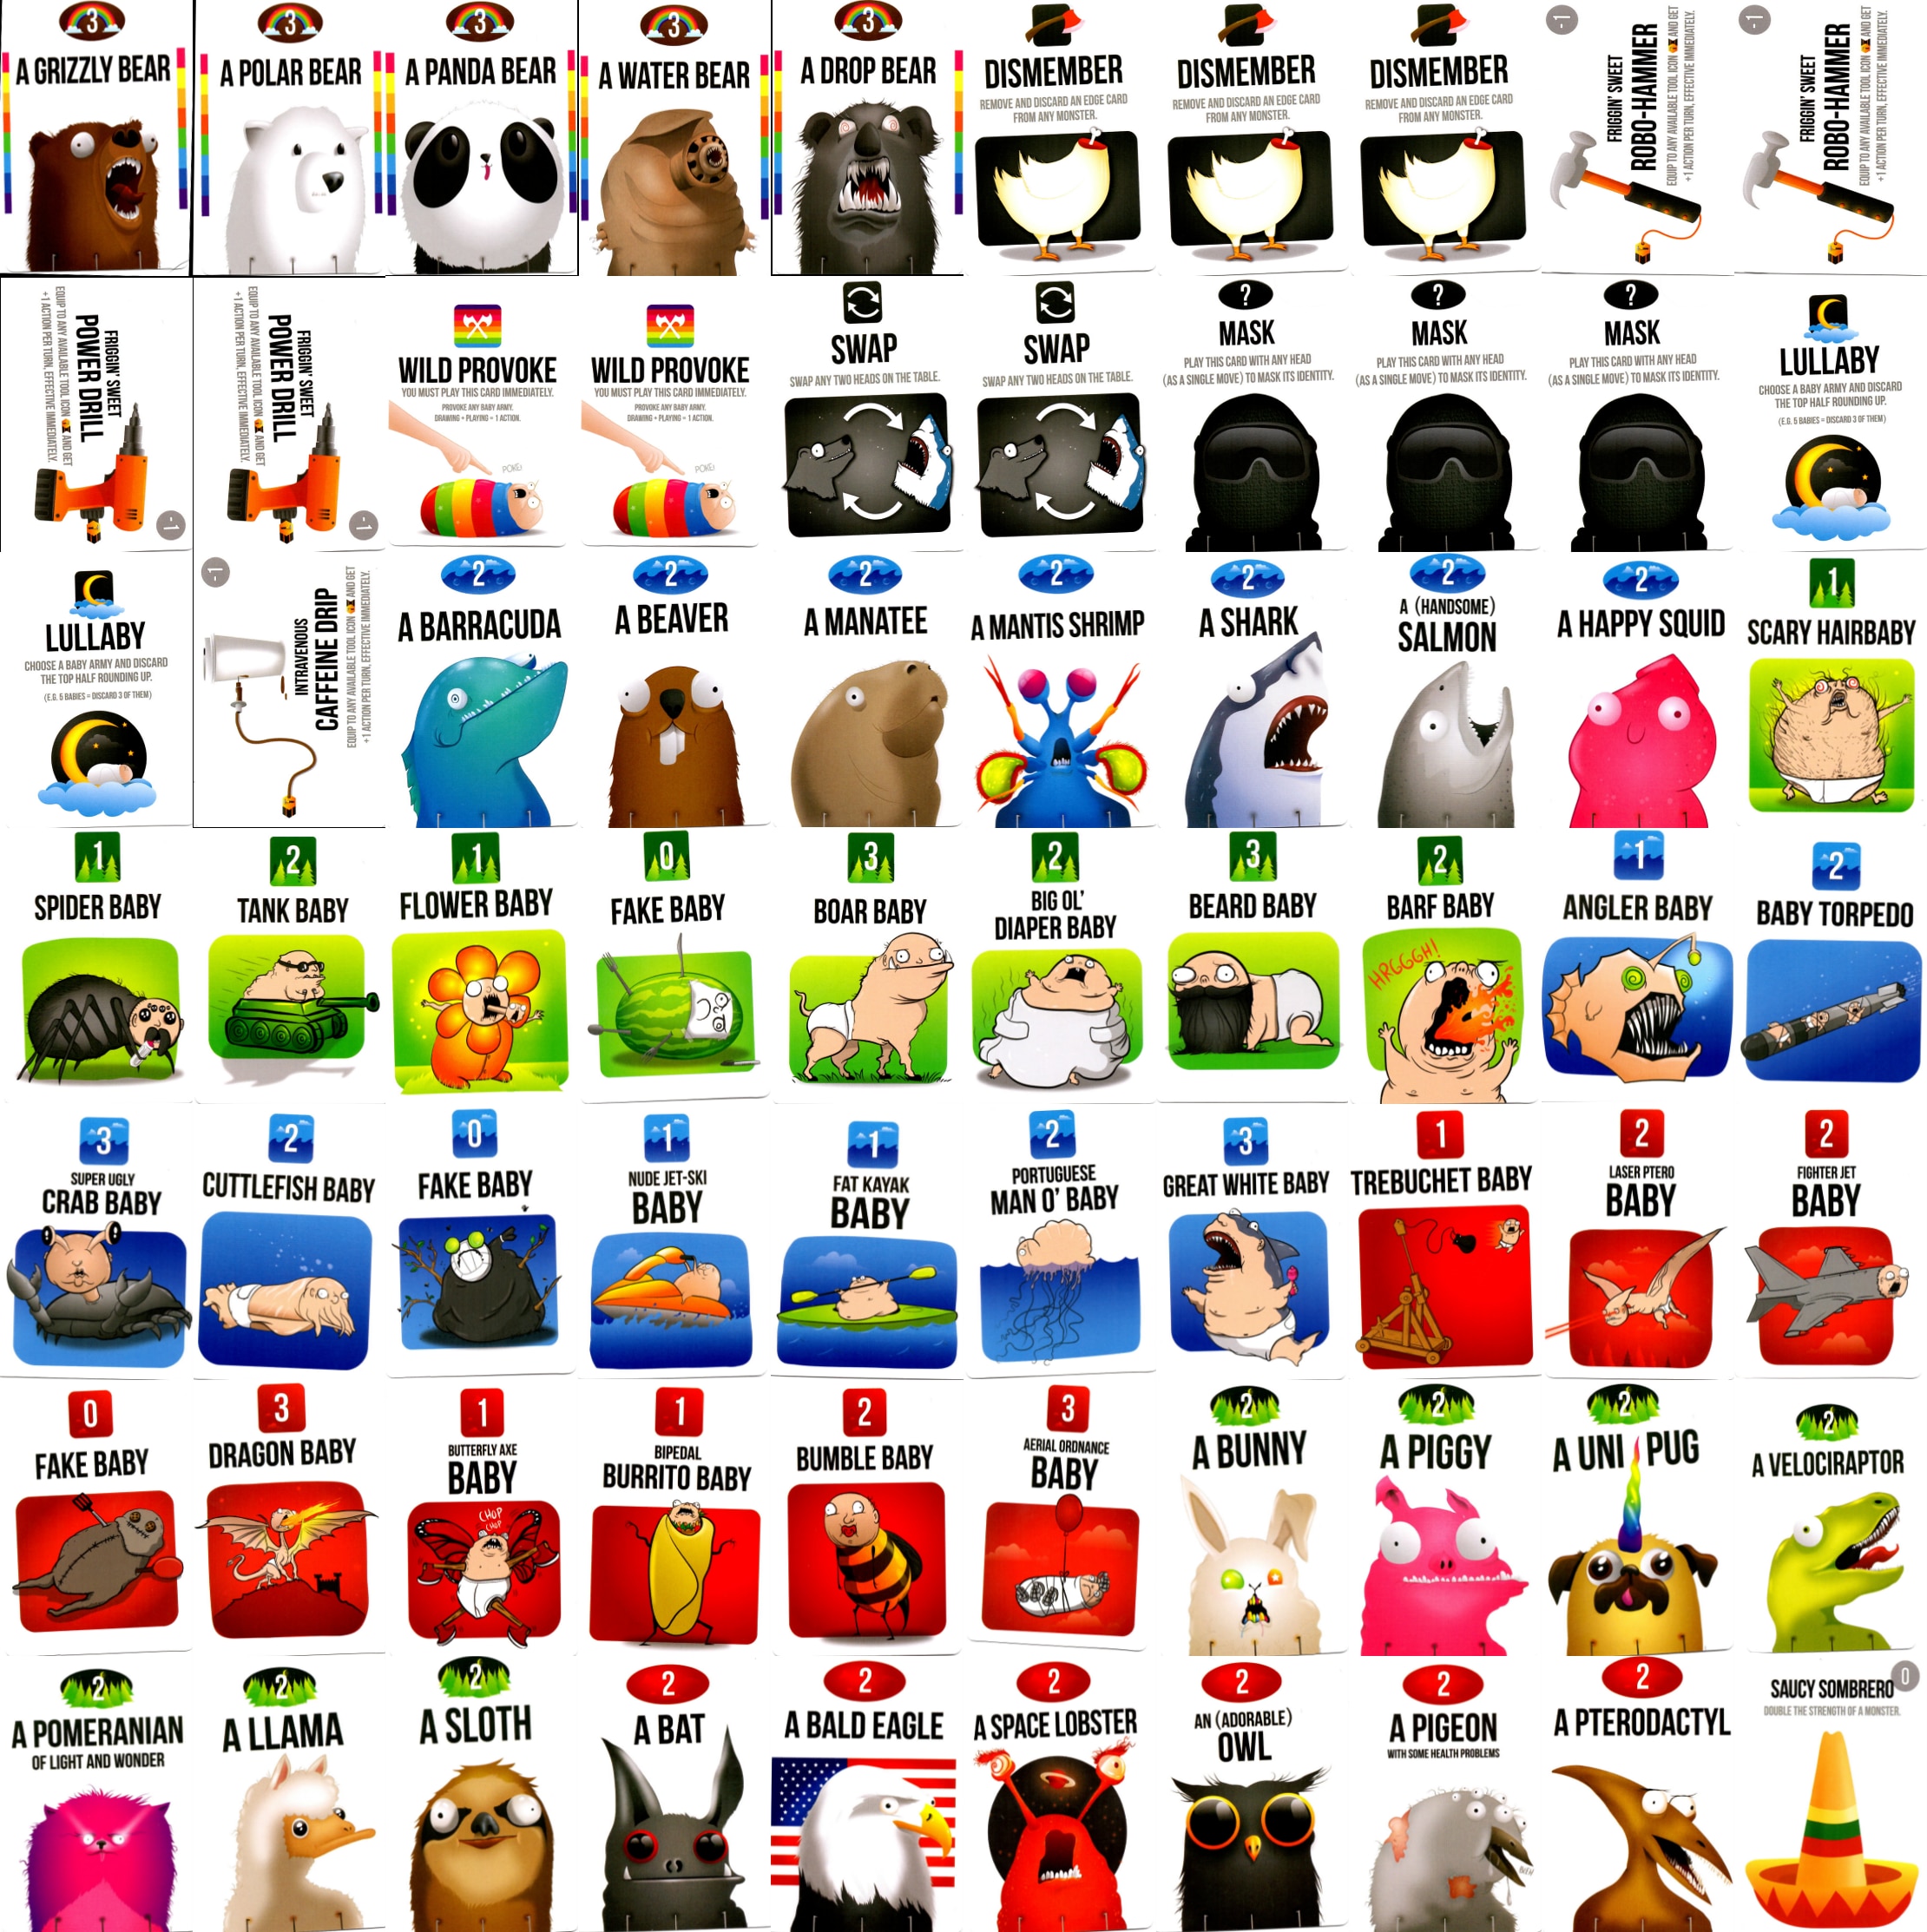 3
A GRIZZLY BEAR
3
A POLAR BEAR
3
A PANDA BEAR
3
A WATER BEAR
3
A DROP BEAR
DISMEMBER
REMOVE AND DISCARD AN EDGE CARD
FROM ANY MONSTER.
DISMEMBER
REMOVE AND DISCARD AN EDGE CARD
FROM ANY MONSTER.
DISMEMBER
REMOVE AND DISCARD AN EDGE CARD
FROM ANY MONSTER.
-1
FRIGGIN' SWEET
ROBO-HAMMER
EQUIP TO ANY AVAILABLE TOOL ICON AND GET
+1 ACTION PER TURN, EFFECTIVE IMMEDIATELY.
-1
FRIGGIN' SWEET
ROBO-HAMMER
EQUIP TO ANY AVAILABLE TOOL ICON AND GET
+1 ACTION PER TURN, EFFECTIVE IMMEDIATELY.
FRIGGIN' SWEET
POWER DRILL
EQUIP TO ANY AVAILABLE TOOL ICON AND GET
+1 ACTION PER TURN, EFFECTIVE IMMEDIATELY.
-1
FRIGGIN' SWEET
POWER DRILL
EQUIP TO ANY AVAILABLE TOOL ICON AND GET
+1 ACTION PER TURN, EFFECTIVE IMMEDIATELY.
-1
WILD PROVOKE
YOU MUST PLAY THIS CARD IMMEDIATELY.
PROVOKE ANY BABY ARMY.
DRAWING + PLAYING = 1 ACTION.
POKE!
WILD PROVOKE
YOU MUST PLAY THIS CARD IMMEDIATELY.
PROVOKE ANY BABY ARMY.
DRAWING + PLAYING = 1 ACTION.
POKE!
SWAP
SWAP ANY TWO HEADS ON THE TABLE.
SWAP
SWAP ANY TWO HEADS ON THE TABLE.
?
MASK
PLAY THIS CARD WITH ANY HEAD
(AS A SINGLE MOVE) TO MASK ITS IDENTITY.
?
MASK
PLAY THIS CARD WITH ANY HEAD
(AS A SINGLE MOVE) TO MASK ITS IDENTITY.
?
MASK
PLAY THIS CARD WITH ANY HEAD
(AS A SINGLE MOVE) TO MASK ITS IDENTITY.
LULLABY
CHOOSE A BABY ARMY AND DISCARD
THE TOP HALF ROUNDING UP.
(E.G. 5 BABIES = DISCARD 3 OF THEM)
LULLABY
CHOOSE A BABY ARMY AND DISCARD
THE TOP HALF ROUNDING UP.
(E.G. 5 BABIES = DISCARD 3 OF THEM)
-1
INTRAVENOUS
CAFFEINE DRIP
EQUIP TO ANY AVAILABLE TOOL ICON AND GET
+1 ACTION PER TURN, EFFECTIVE IMMEDIATELY.
2
A BARRACUDA
2
A BEAVER
2
A MANATEE
2
A MANTIS SHRIMP
2
A SHARK
2
A (HANDSOME)
SALMON
2
A HAPPY SQUID
1
SCARY HAIRBABY
1
SPIDER BABY
2
TANK BABY
1
FLOWER BABY
0
FAKE BABY
3
BOAR BABY
2
BIG OL'
DIAPER BABY
3
BEARD BABY
2
BARF BABY
HRGGGH!
1
ANGLER BABY
2
BABY TORPEDO
3
SUPER UGLY
CRAB BABY
2
CUTTLEFISH BABY
0
FAKE BABY
1
NUDE JET-SKI
BABY
1
FAT KAYAK
BABY
2
PORTUGUESE
MAN O' BABY
3
GREAT WHITE BABY
1
TREBUCHET BABY
2
LASER PTERO
BABY
2
FIGHTER JET
BABY
0
FAKE BABY
3
DRAGON BABY
1
BUTTERFLY AXE
BABY
CHOP
CHOP
1
BIPEDAL
BURRITO BABY
2
BUMBLE BABY
3
AERIAL ORDNANCE
BABY
2
A BUNNY
2
A PIGGY
2
A UNI PUG
2
A VELOCIRAPTOR
2
A POMERANIAN
OF LIGHT AND WONDER
2
A LLAMA
2
A SLOTH
2
A BAT
2
A BALD EAGLE
2
A SPACE LOBSTER
2
AN (ADORABLE)
OWL
2
A PIGEON
WITH SOME HEALTH PROBLEMS
2
A PTERODACTYL
0
SAUCY SOMBRERO
DOUBLE THE STRENGTH OF A MONSTER.